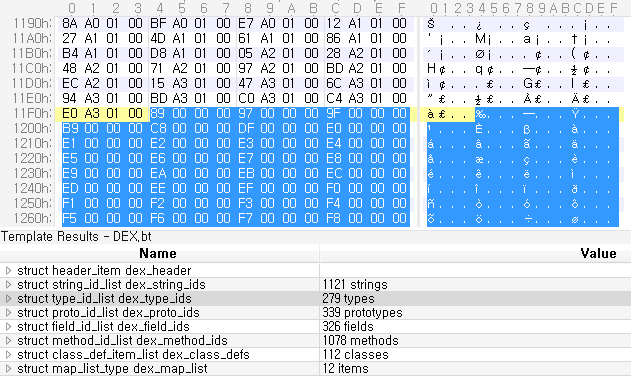 0 1 2 3 4 5 6 7 8 9 A B C D E F 0123456789ABCDEF
1190h: 8A A0 01 00 BF A0 01 00 E7 A0 01 00 12 A1 01 00 Š ...¿ ...ç ....¡..
11A0h: 27 A1 01 00 4D A1 01 00 61 A1 01 00 86 A1 01 00 '¡..M¡..a¡..†¡..
11B0h: B4 A1 01 00 D8 A1 01 00 05 A2 01 00 28 A2 01 00 ´¡..Ø¡...¢..(¢..
11C0h: 48 A2 01 00 71 A2 01 00 97 A2 01 00 BD A2 01 00 H¢..q¢..—¢..½¢..
11D0h: EC A2 01 00 15 A3 01 00 47 A3 01 00 6C A3 01 00 ì¢...£..G£..l£..
11E0h: 94 A3 01 00 BD A3 01 00 C0 A3 01 00 C4 A3 01 00 ”£..½£..À£..Ä£..
11F0h: E0 A3 01 00 89 00 00 00 97 00 00 00 9F 00 00 00 à£..‰...—...Ÿ...
1200h: B9 00 00 00 C8 00 00 00 DF 00 00 00 E0 00 00 00 ¹...È...ß...à...
1210h: E1 00 00 00 E2 00 00 00 E3 00 00 00 E4 00 00 00 á...â...ã...ä...
1220h: E5 00 00 00 E6 00 00 00 E7 00 00 00 E8 00 00 00 å...æ...ç...è...
1230h: E9 00 00 00 EA 00 00 00 EB 00 00 00 EC 00 00 00 é...ê...ë...ì...
1240h: ED 00 00 00 EE 00 00 00 EF 00 00 00 F0 00 00 00 í...î...ï...ð...
1250h: F1 00 00 00 F2 00 00 00 F3 00 00 00 F4 00 00 00 ñ...ò...ó...ô...
1260h: F5 00 00 00 F6 00 00 00 F7 00 00 00 F8 00 00 00 õ...ö...÷...ø...
Template Results - DEX.bt
Name Value
struct header_item dex_header
struct string_id_list dex_string_ids 1121 strings
struct type_id_list dex_type_ids 279 types
struct proto_id_list dex_proto_ids 339 prototypes
struct field_id_list dex_field_ids 326 fields
struct method_id_list dex_method_ids 1078 methods
struct class_def_item_list dex_class_defs 112 classes
struct map_list_type dex_map_list 12 items